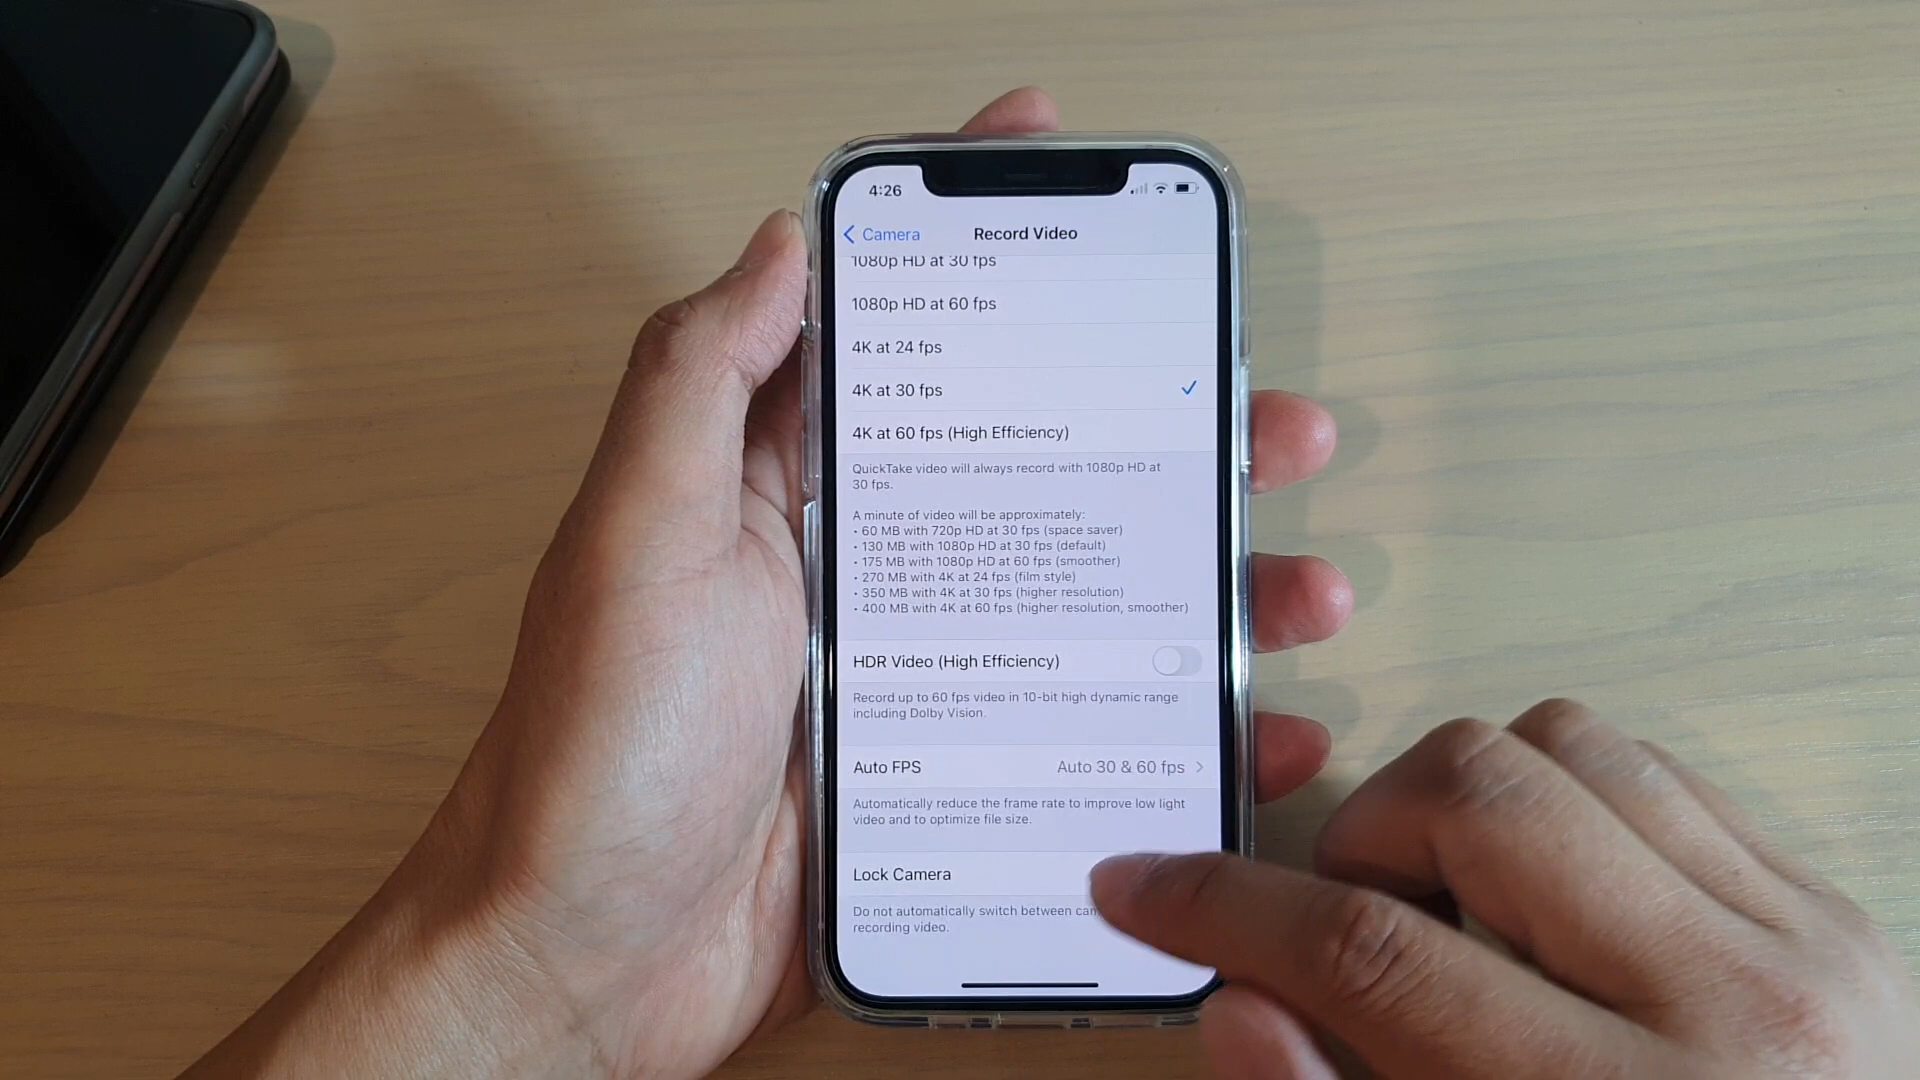 4:26
Camera
Record Video
1080p HD at 30 fps
1080p HD at 60 fps
4K at 24 fps
4K at 30 fps
4K at 60 fps (High Efficiency)
QuickTake video will always record with 1080p HD at
30 fps.
A minute of video will be approximately:
• 60 MB with 720p HD at 30 fps (space saver)
• 130 MB with 1080p HD at 30 fps (default)
• 175 MB with 1080p HD at 60 fps (smoother)
• 270 MB with 4K at 24 fps (film style)
• 350 MB with 4K at 30 fps (higher resolution)
• 400 MB with 4K at 60 fps (higher resolution, smoother)
HDR Video (High Efficiency)
Record up to 60 fps video in 10-bit high dynamic range
including Dolby Vision.
Auto FPS
Auto 30 & 60 fps
Automatically reduce the frame rate to improve low light
video and to optimize file size.
Lock Camera
Do not automatically switch between
recording video.